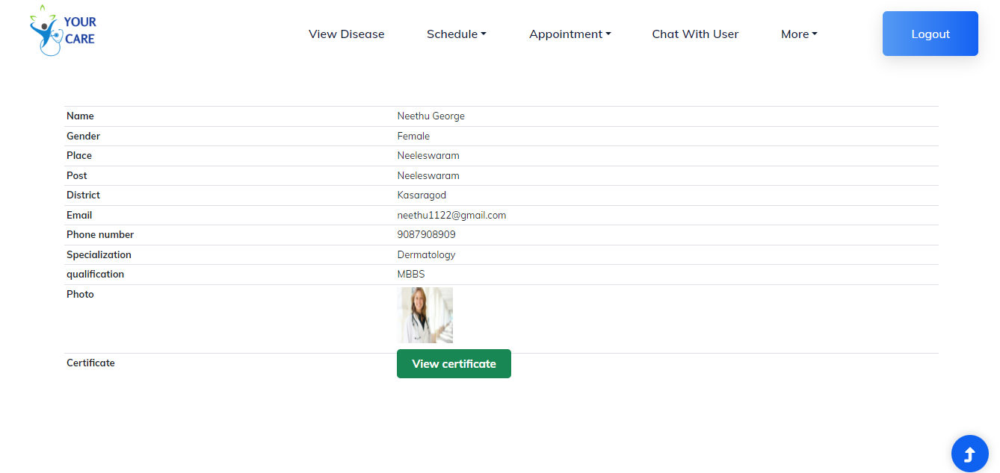 YOUR
CARE
View Disease Schedule Appointment Chat With User More Logout
Name Neethu George
Gender Female
Place Neeleswaram
Post Neeleswaram
District Kasaragod
Email neethu1122@gmail.com
Phone number 9087908909
Specialization Dermatology
qualification MBBS
Photo
Certificate View certificate